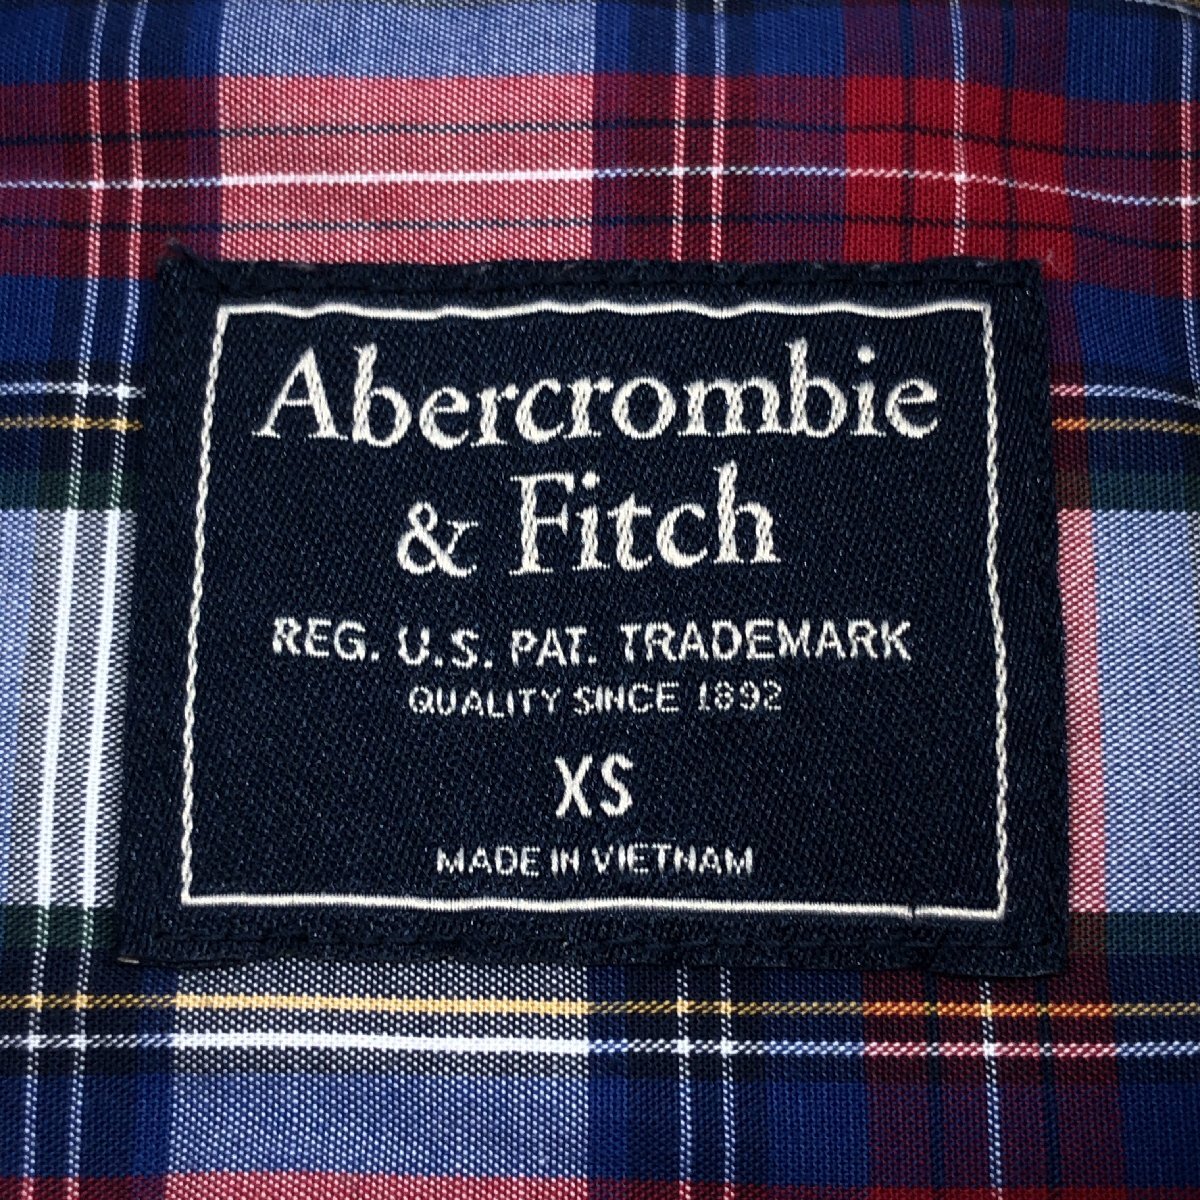 Abercrombie
& Fitch
REG. U.S. PAT. TRADEMARK
QUALITY SINCE 1892
XS
MADE IN VIETNAM